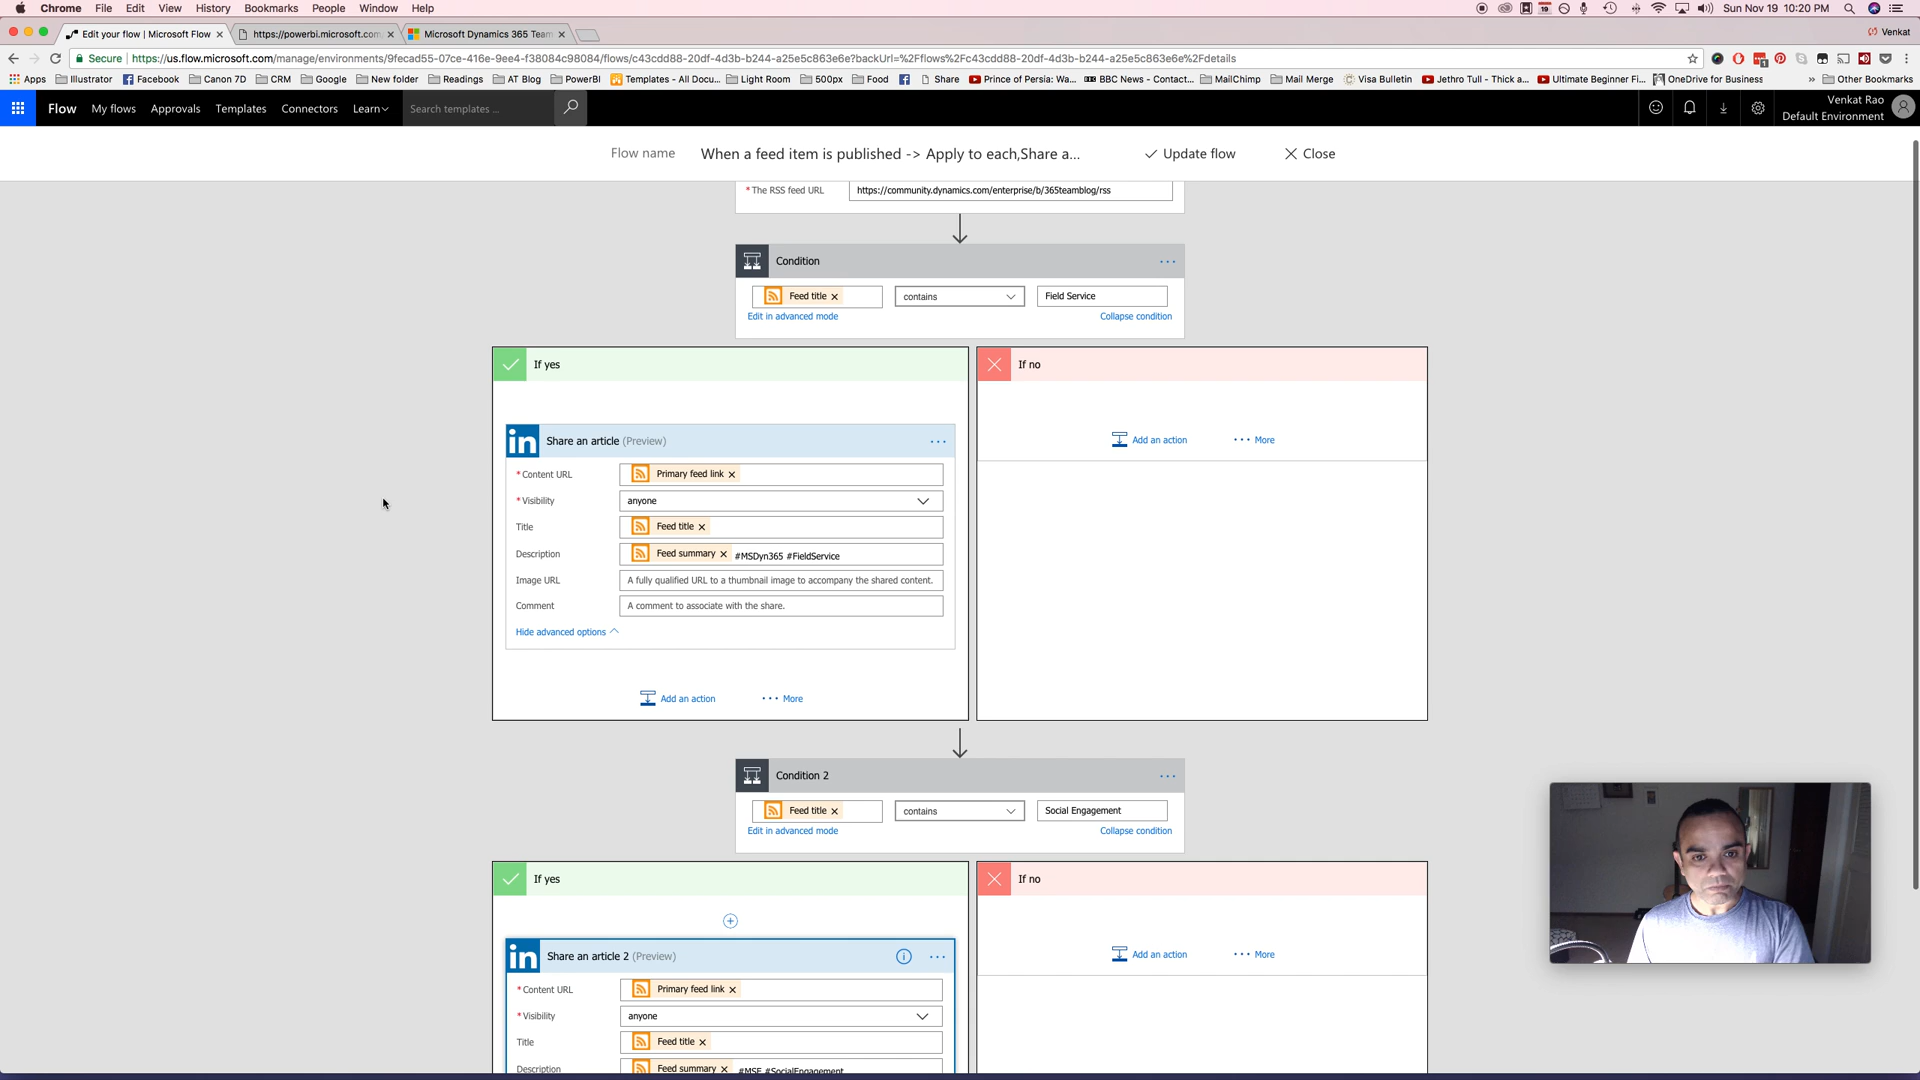 Chrome File Edit View History Bookmarks People Window Help
19 Sun Nov 19 10:20 PM
Edit your flow | Microsoft Flow https://powerbi.microsoft.com Microsoft Dynamics 365 Team Venkat
Secure https://us.flow.microsoft.com/manage/environments/9fecad55-07ce-416e-9ee4-f38084c98084/flows/c43cdd88-20df-4d3b-b244-a25e5c863e6e?backUrl=%2Fflows%2Fc43cdd88-20df-4d3b-b244-a25e5c863e6e%2Fdetails
Apps Illustrator Facebook Canon 7D CRM Google New folder Readings AT Blog PowerBI Templates - All Docu... Light Room 500px Food Share Prince of Persia: Wa... BBC News - Contact... MailChimp Mail Merge Visa Bulletin Jethro Tull - Thick a... Ultimate Beginner Fi... OneDrive for Business » Other Bookmarks
Flow My flows Approvals Templates Connectors Learn Search templates ...
Venkat Rao
Default Environment
Flow name When a feed item is published -> Apply to each,Share a... Update flow Close
* The RSS feed URL https://community.dynamics.com/enterprise/b/365teamblog/rss
Condition ...
Feed title x contains Field Service
Edit in advanced mode Collapse condition
If yes If no
in Share an article (Preview) ...
Add an action ... More
* Content URL Primary feed link x
* Visibility anyone
Title Feed title x
Description Feed summary x #MSDyn365 #FieldService
Image URL A fully qualified URL to a thumbnail image to accompany the shared content.
Comment A comment to associate with the share.
Hide advanced options
Add an action ... More
Condition 2 ...
Feed title x contains Social Engagement
Edit in advanced mode Collapse condition
If yes If no
in Share an article 2 (Preview) ...
Add an action ... More
* Content URL Primary feed link x
* Visibility anyone
Title Feed title x
Description Feed summary x #MSE #SocialEngagement